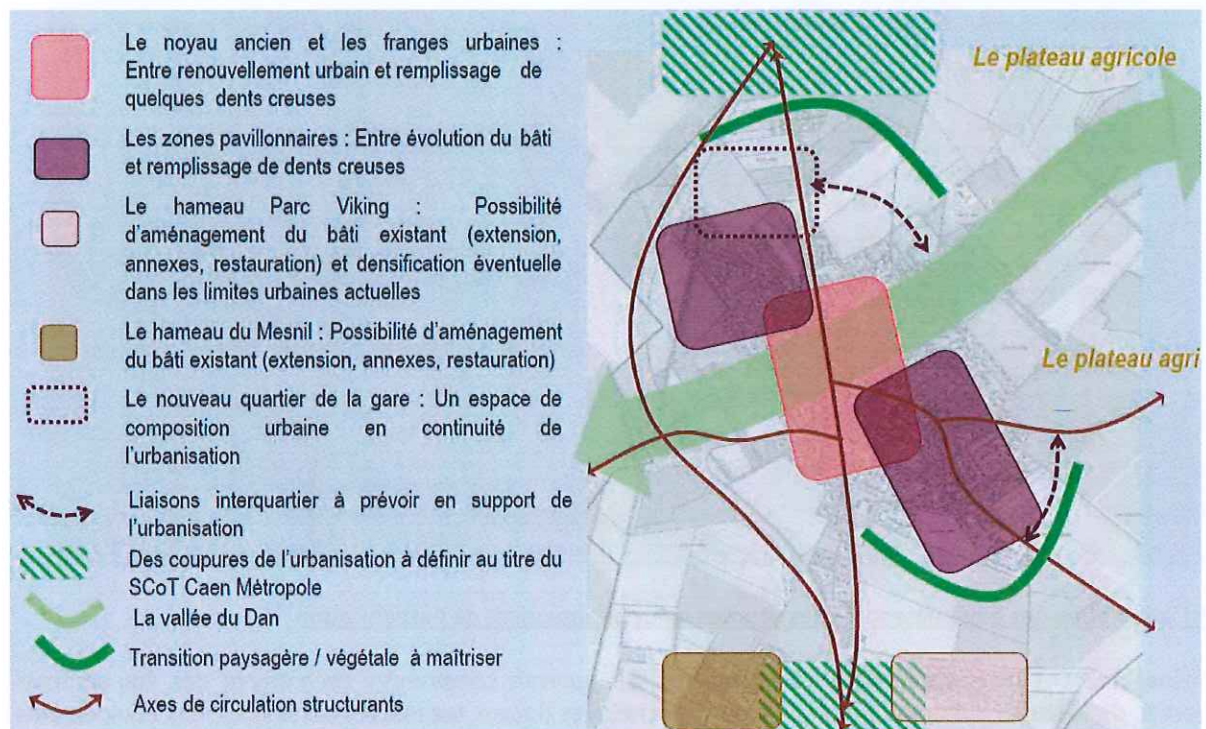 Le noyau ancien et les franges urbaines :
Entre renouvellement urbain et remplissage de
quelques dents creuses
Les zones pavillonnaires : Entre évolution du bâti
et remplissage de dents creuses
Le hameau Parc Viking : Possibilité
d'aménagement du bâti existant (extension,
annexes, restauration) et densification éventuelle
dans les limites urbaines actuelles
Le hameau du Mesnil : Possibilité d'aménagement
du bâti existant (extension, annexes, restauration)
Le nouveau quartier de la gare : Un espace de
composition urbaine en continuité de
l'urbanisation
Liaisons interquartier à prévoir en support de
l'urbanisation
Des coupures de l'urbanisation à définir au titre du
SCoT Caen Métropole
La vallée du Dan
Transition paysagère / végétale à maîtriser
Axes de circulation structurants
Le plateau agricole
Le plateau agri